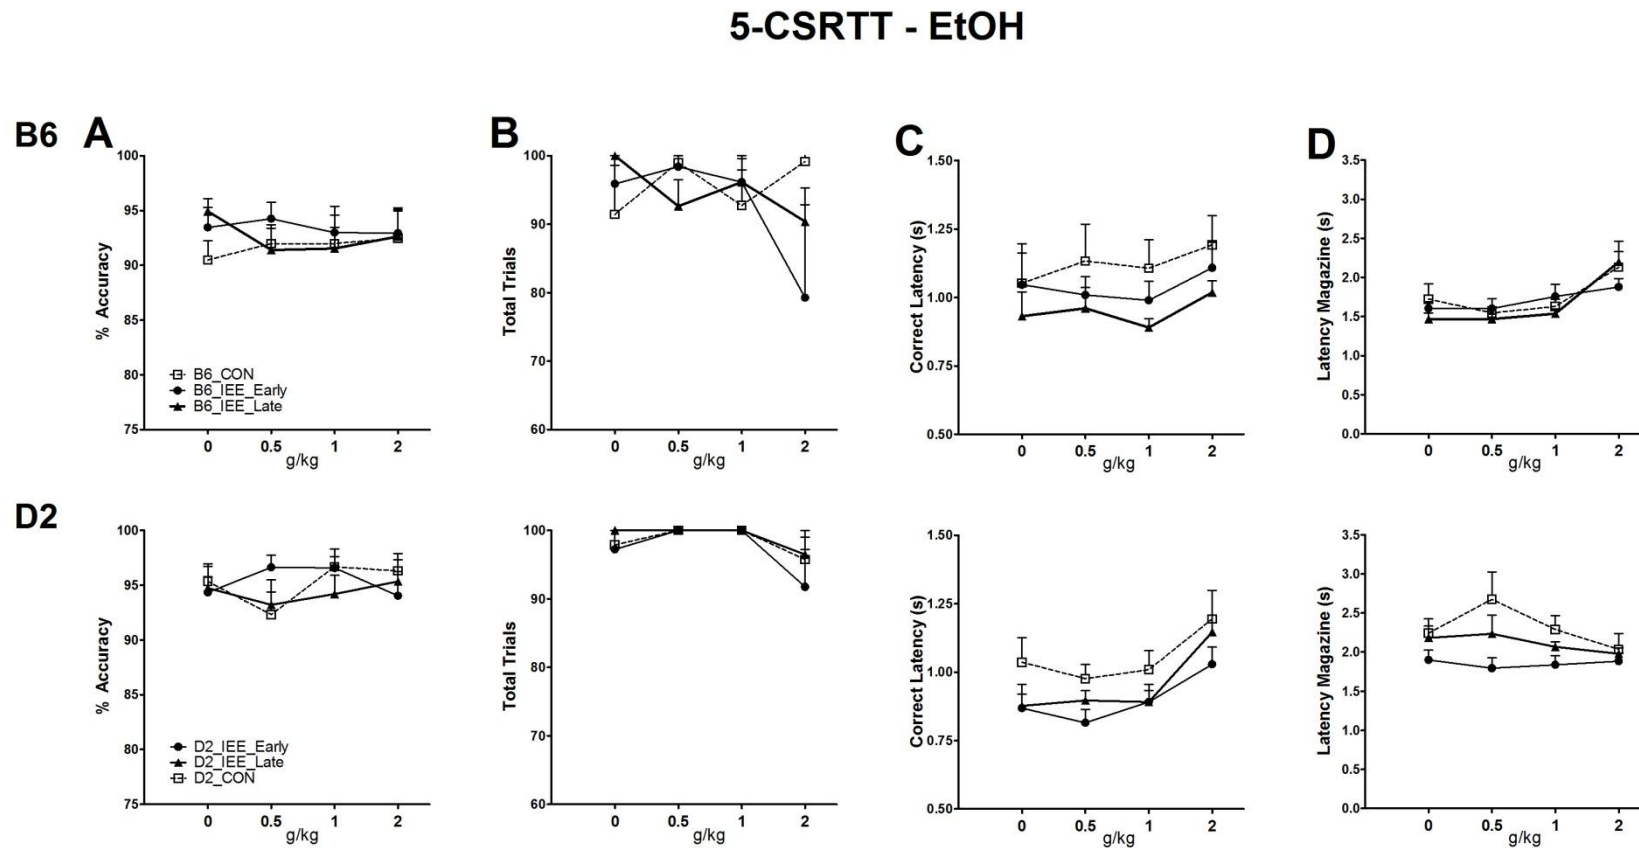 5-CSRTT - EtOH
B6 A B C D
% Accuracy
100
95
90
85
80
75
B6_CON
B6_IEE_Early
B6_IEE_Late
0 0.5 1 2
g/kg
Total Trials
100
90
80
70
60
0 0.5 1 2
g/kg
Correct Latency (s)
1.50
1.25
1.00
0.75
0.50
0 0.5 1 2
g/kg
Latency Magazine (s)
3.5
3.0
2.5
2.0
1.5
1.0
0.5
0.0
0 0.5 1 2
g/kg
D2
% Accuracy
100
95
90
85
80
75
D2_IEE_Early
D2_IEE_Late
D2_CON
0 0.5 1 2
g/kg
Total Trials
100
90
80
70
60
0 0.5 1 2
g/kg
Correct Latency (s)
1.50
1.25
1.00
0.75
0.50
0 0.5 1 2
g/kg
Latency Magazine (s)
3.5
3.0
2.5
2.0
1.5
1.0
0.5
0.0
0 0.5 1 2
g/kg